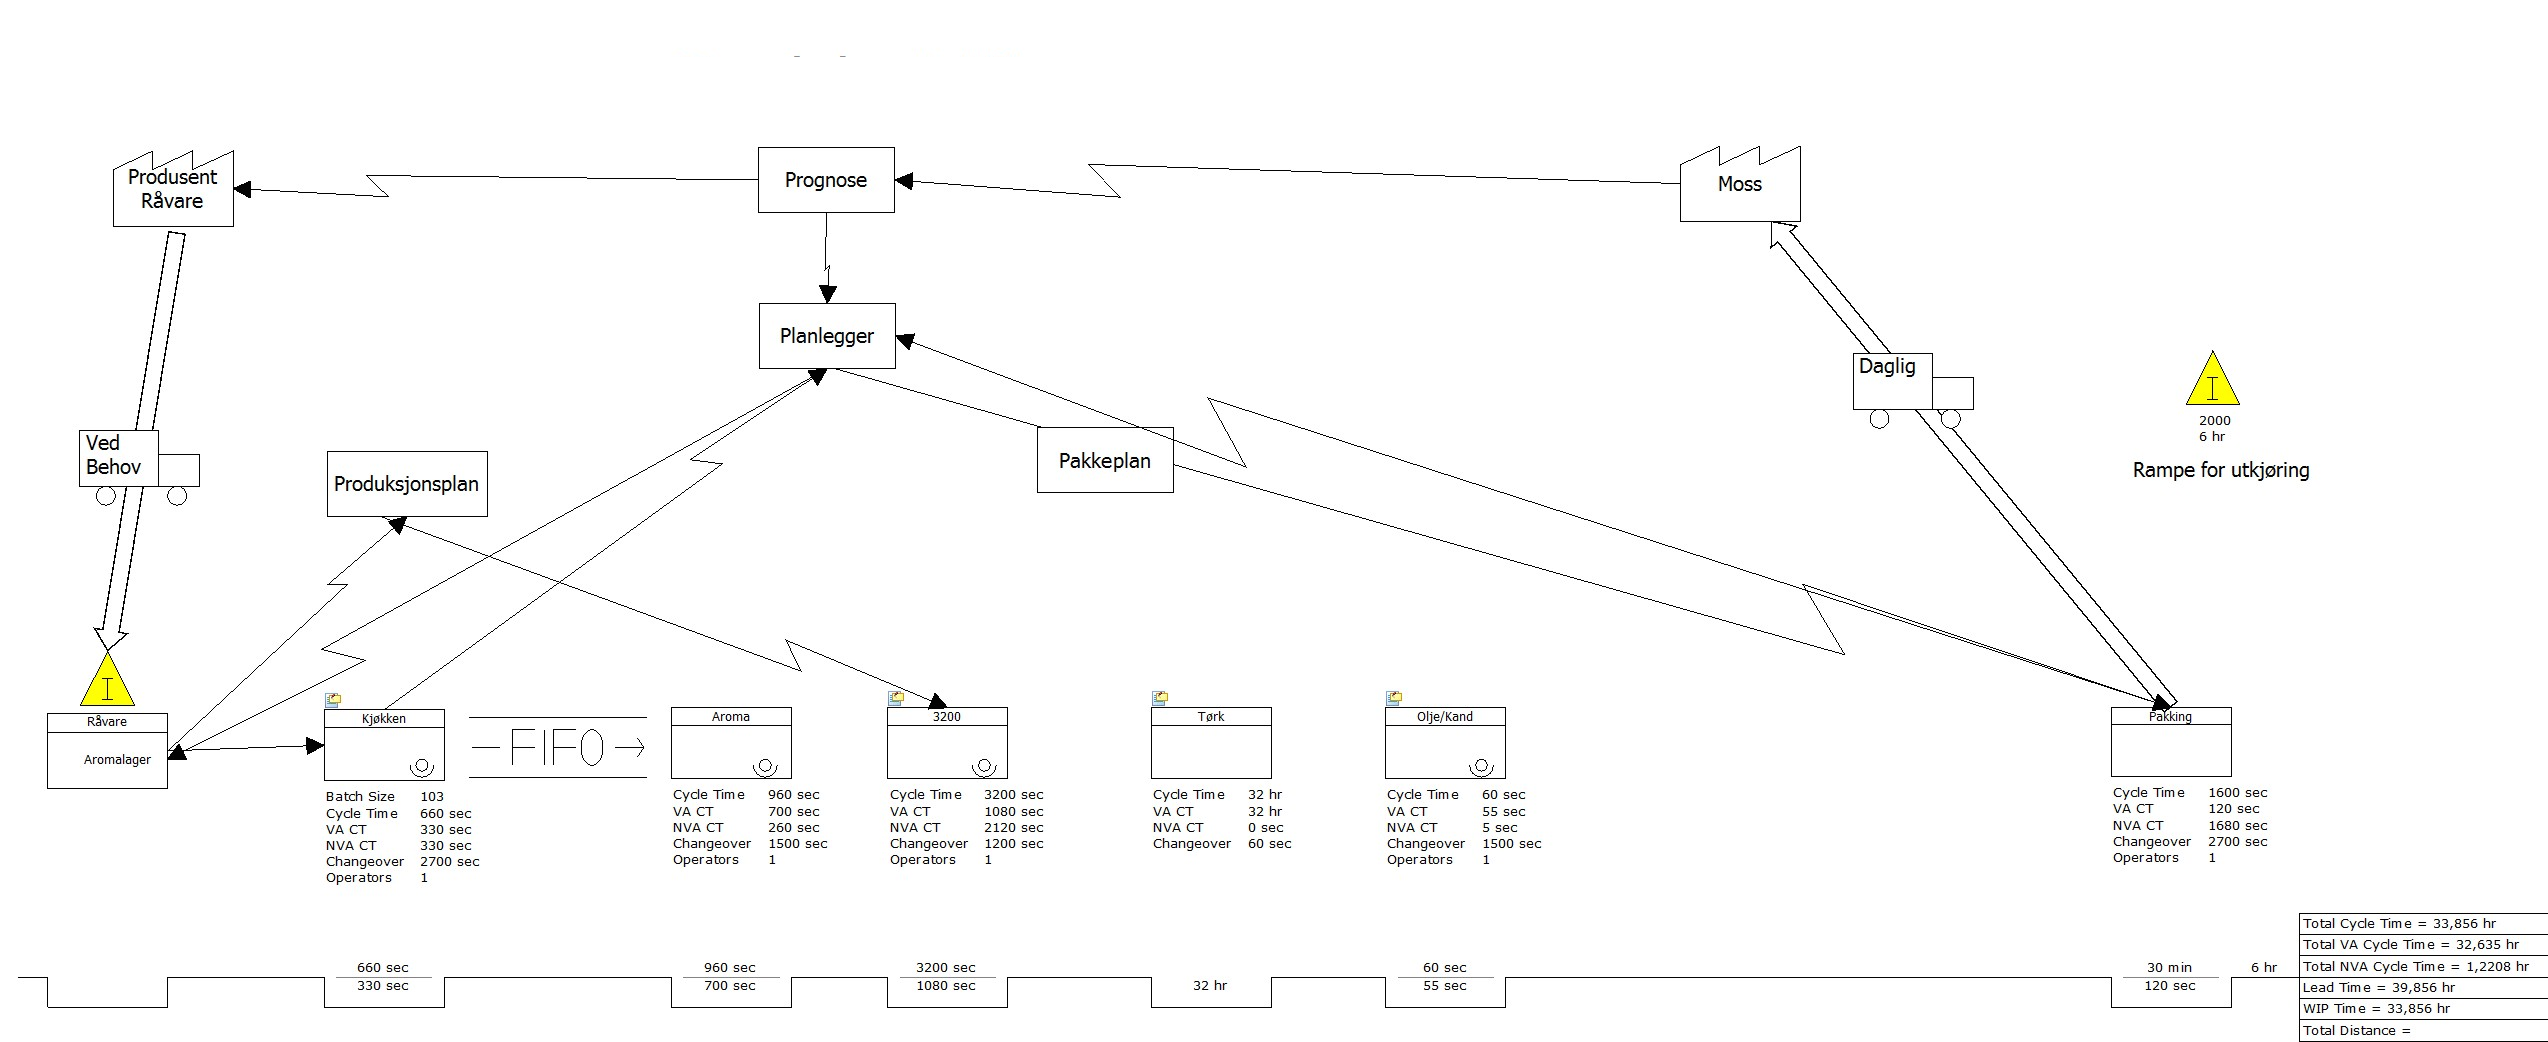 Produsent
Råvare
Prognose
Moss
Planlegger
Daglig
I
2000
6 hr
Rampe for utkjøring
Ved
Behov
Produksjonsplan
Pakkeplan
I
Råvare
Aromalager
Kjøkken
Batch Size 103
Cycle Time 660 sec
VA CT 330 sec
NVA CT 330 sec
Changeover 2700 sec
Operators 1
FIFO
Aroma
Cycle Time 960 sec
VA CT 700 sec
NVA CT 260 sec
Changeover 1500 sec
Operators 1
3200
Cycle Time 3200 sec
VA CT 1080 sec
NVA CT 2120 sec
Changeover 1200 sec
Operators 1
Tørk
Cycle Time 32 hr
VA CT 32 hr
NVA CT 0 sec
Changeover 60 sec
Olje/Kand
Cycle Time 60 sec
VA CT 55 sec
NVA CT 5 sec
Changeover 1500 sec
Operators 1
Pakking
Cycle Time 1600 sec
VA CT 120 sec
NVA CT 1680 sec
Changeover 2700 sec
Operators 1
660 sec
330 sec
960 sec
700 sec
3200 sec
1080 sec
32 hr
60 sec
55 sec
30 min
120 sec
6 hr
Total Cycle Time = 33,856 hr
Total VA Cycle Time = 32,635 hr
Total NVA Cycle Time = 1,2208 hr
Lead Time = 39,856 hr
WIP Time = 33,856 hr
Total Distance =